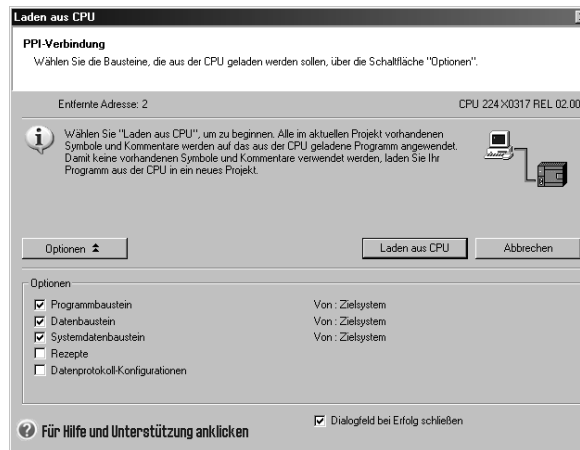 Laden aus CPU
PPI-Verbindung
Wählen Sie die Bausteine, die aus der CPU geladen werden sollen, über die Schaltfläche "Optionen".
Entfernte Adresse: 2
CPU 224 X0317 REL 02.00
Wählen Sie "Laden aus CPU", um zu beginnen. Alle im aktuellen Projekt vorhandenen
Symbole und Kommentare werden auf das aus der CPU geladene Programm angewendet.
Damit keine vorhandenen Symbole und Kommentare verwendet werden, laden Sie Ihr
Programm aus der CPU in ein neues Projekt.
Optionen
Laden aus CPU
Abbrechen
Optionen
Programmbaustein Von : Zielsystem
Datenbaustein Von : Zielsystem
Systemdatenbaustein Von : Zielsystem
Rezepte
Datenprotokoll-Konfigurationen
Für Hilfe und Unterstützung anklicken
Dialogfeld bei Erfolg schließen